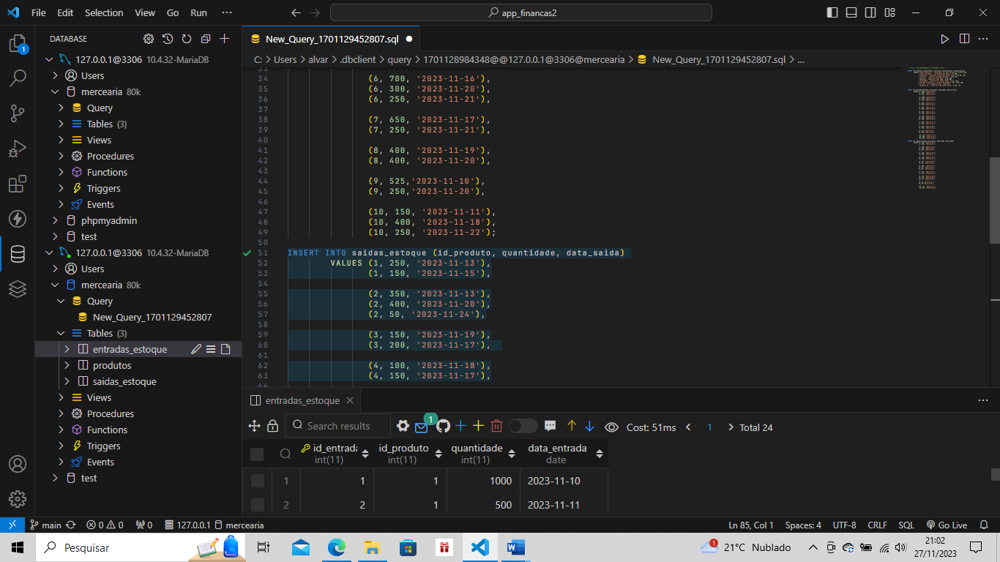 File Edit Selection View Go Run ···
app_financas2
DATABASE
1
127.0.0.1@3306 10.4.32-MariaDB
Users
mercearia 80k
Query
Tables (3)
Views
Procedures
Functions
Triggers
Events
phpmyadmin
test
127.0.0.1@3306 10.4.32-MariaDB
Users
mercearia 80k
Query
New_Query_1701129452807
Tables (3)
entradas_estoque
produtos
saidas_estoque
Views
Procedures
Functions
Triggers
Events
test
New_Query_1701129452807.sql
C: > Users > alvar > .dbclient > query > 1701128984348@@127.0.0.1@3306@mercearia > New_Query_1701129452807.sql > ...
33
34 (6, 700, '2023-11-16'),
35 (6, 300, '2023-11-20'),
36 (6, 250, '2023-11-21'),
37
38 (7, 650, '2023-11-17'),
39 (7, 250, '2023-11-21'),
40
41 (8, 400, '2023-11-19'),
42 (8, 400, '2023-11-20'),
43
44 (9, 525,'2023-11-10'),
45 (9, 250,'2023-11-20'),
46
47 (10, 150, '2023-11-11'),
48 (10, 400, '2023-11-18'),
49 (10, 250, '2023-11-22');
50
51 INSERT INTO saidas_estoque (id_produto, quantidade, data_saida)
52 VALUES (1, 250, '2023-11-13'),
53 (1, 150, '2023-11-15'),
54
55 (2, 350, '2023-11-13'),
56 (2, 400, '2023-11-20'),
57 (2, 50, '2023-11-24'),
58
59 (3, 150, '2023-11-19'),
60 (3, 200, '2023-11-17'),
61
62 (4, 100, '2023-11-18'),
63 (4, 150, '2023-11-17'),
64
entradas_estoque
Search results
1
Cost: 51ms < 1 > Total 24
id_entrada id_produto quantidade data_entrada
int(11) int(11) int(11) date
1 1 1 1000 2023-11-10
2 2 1 500 2023-11-11
main 0 0 0 127.0.0.1 mercearia
Ln 85, Col 1 Spaces: 4 UTF-8 CRLF SQL Go Live
Pesquisar
1
21°C Nublado
21:02
27/11/2023